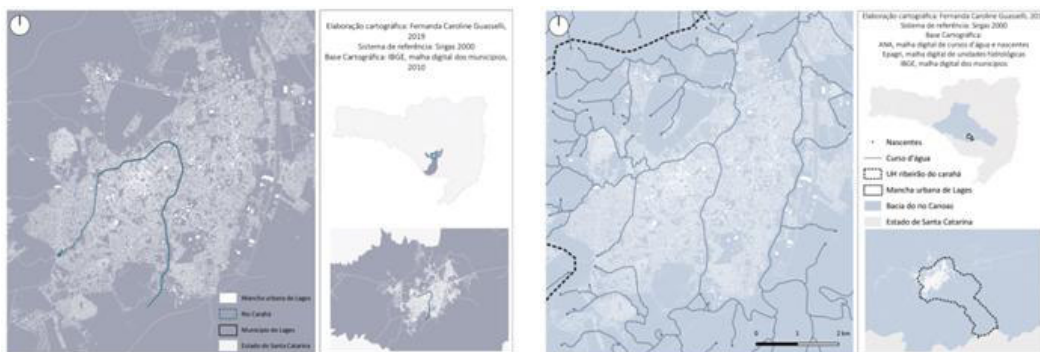 Elaboração cartográfica: Fernanda Caroline Guasselli,
2019
Sistema de referência: Sirgas 2000
Base Cartográfica: IBGE, malha digital dos municípios,
2010
Mancha urbana de Lages
Rio Carahá
Município de Lages
Estado de Santa Catarina
Elaboração cartográfica: Fernanda Caroline Guasselli, 201
Sistema de referência: Sirgas 2000
Base Cartográfica:
ANA, malha digital de cursos d'água e nascentes
Epagri, malha digital de unidades hidrológicas
IBGE, malha digital dos municípios
Nascentes
Curso d'água
UH ribeirão do carahá
Mancha urbana de Lages
Bacia do rio Canoas
Estado de Santa Catarina
0 1 2 km